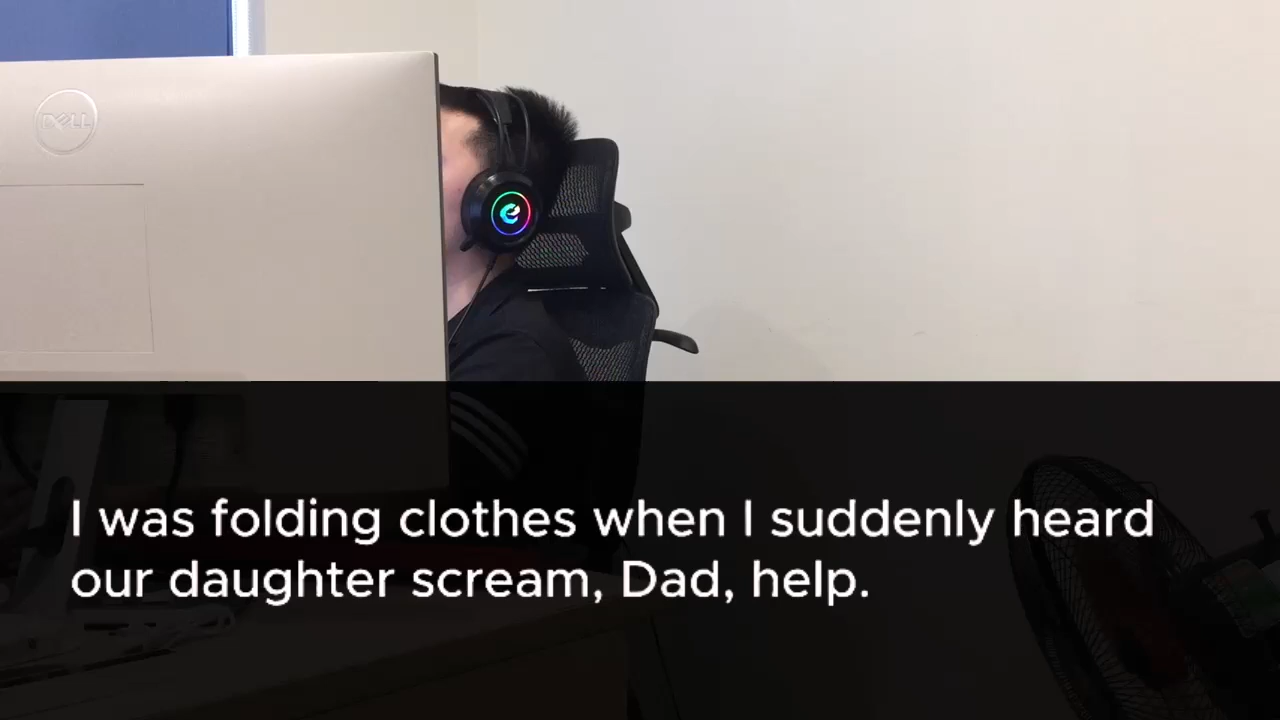 DELL
I was folding clothes when I suddenly heard
our daughter scream, Dad, help.